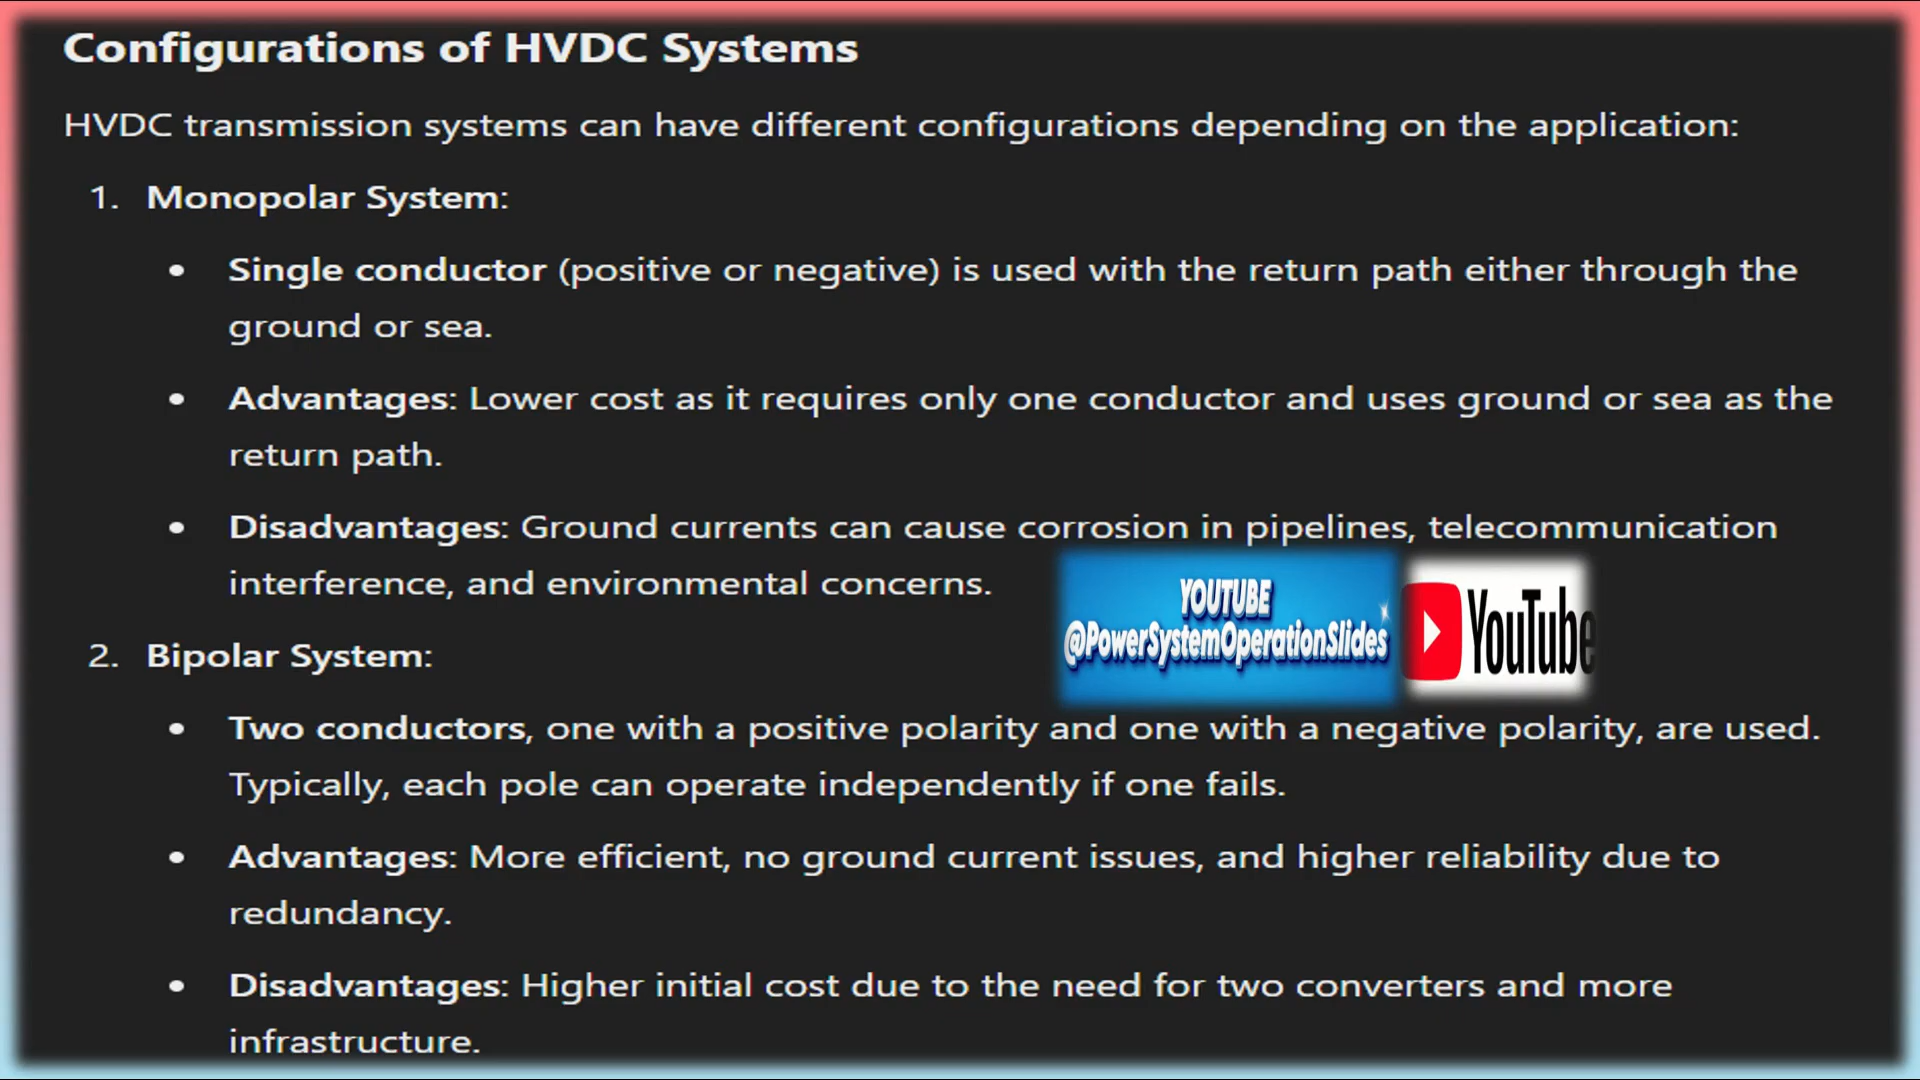 Configurations of HVDC Systems
HVDC transmission systems can have different configurations depending on the application:
1. Monopolar System:
• Single conductor (positive or negative) is used with the return path either through the
ground or sea.
• Advantages: Lower cost as it requires only one conductor and uses ground or sea as the
return path.
• Disadvantages: Ground currents can cause corrosion in pipelines, telecommunication
interference, and environmental concerns.
YOUTUBE
@PowerSystemOperationSlides
YouTube
2. Bipolar System:
• Two conductors, one with a positive polarity and one with a negative polarity, are used.
Typically, each pole can operate independently if one fails.
• Advantages: More efficient, no ground current issues, and higher reliability due to
redundancy.
• Disadvantages: Higher initial cost due to the need for two converters and more
infrastructure.